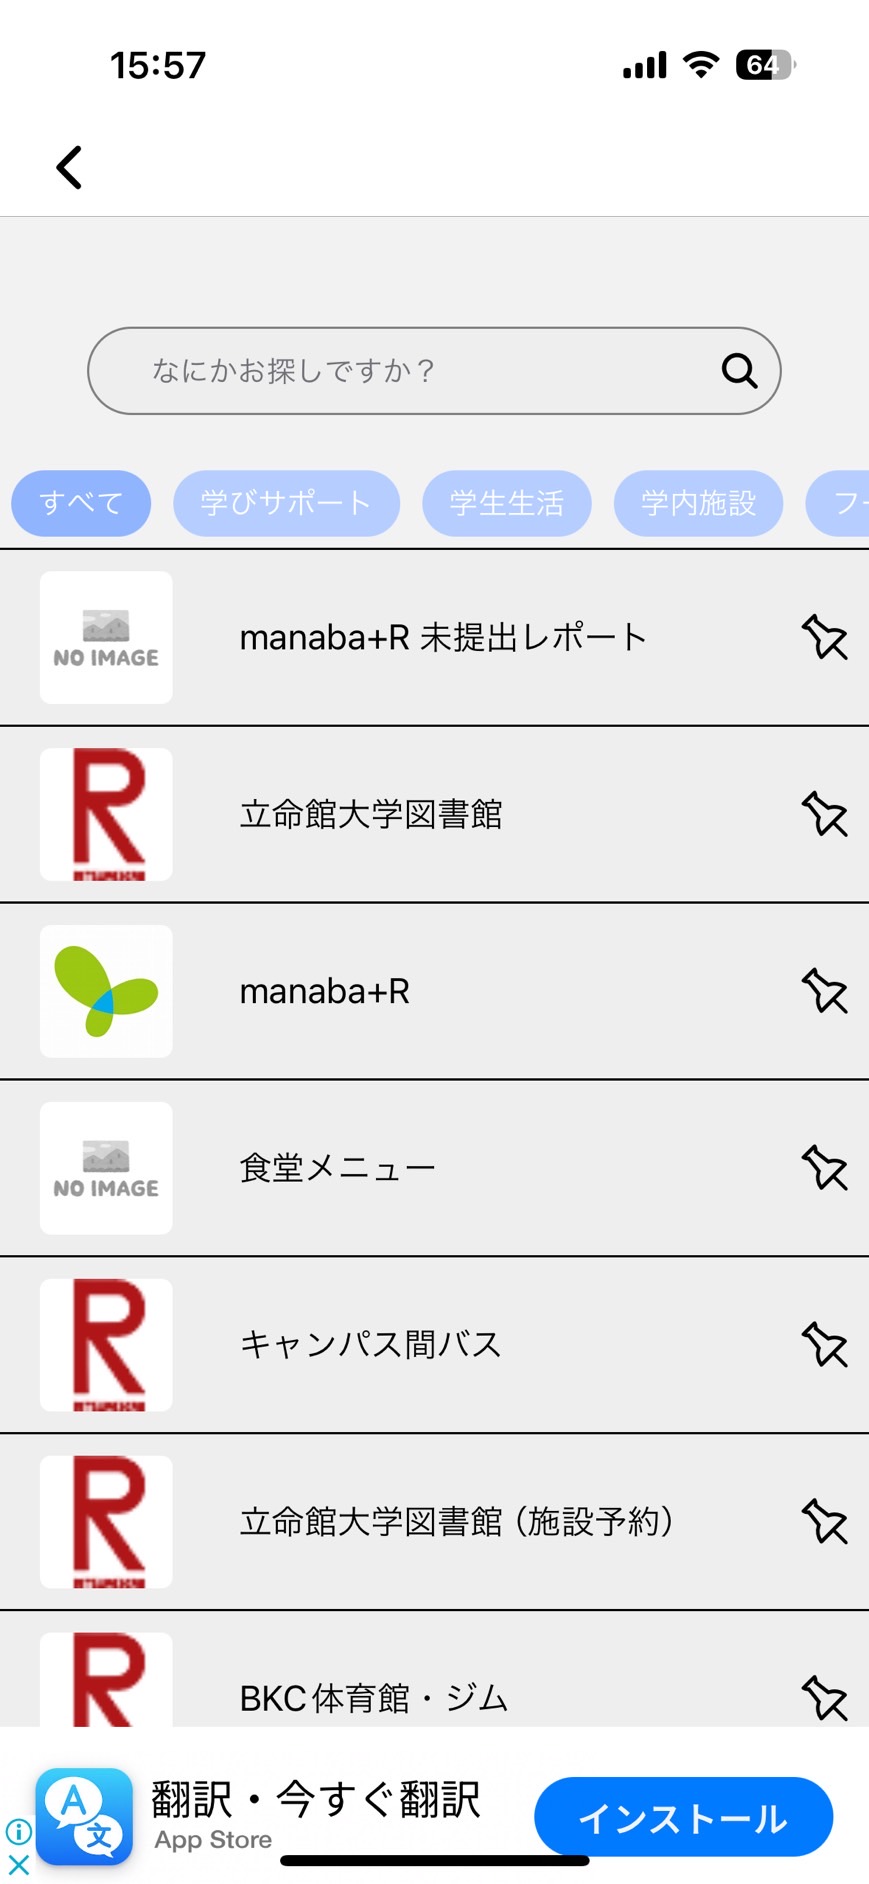 15:57
64
なにかお探しですか？
すべて
学びサポート
学生生活
学内施設
フー
NO IMAGE
manaba+R 未提出レポート
R
立命館大学図書館
manaba+R
NO IMAGE
食堂メニュー
R
キャンパス間バス
R
立命館大学図書館（施設予約）
R
BKC体育館・ジム
A
文
翻訳・今すぐ翻訳
App Store
インストール